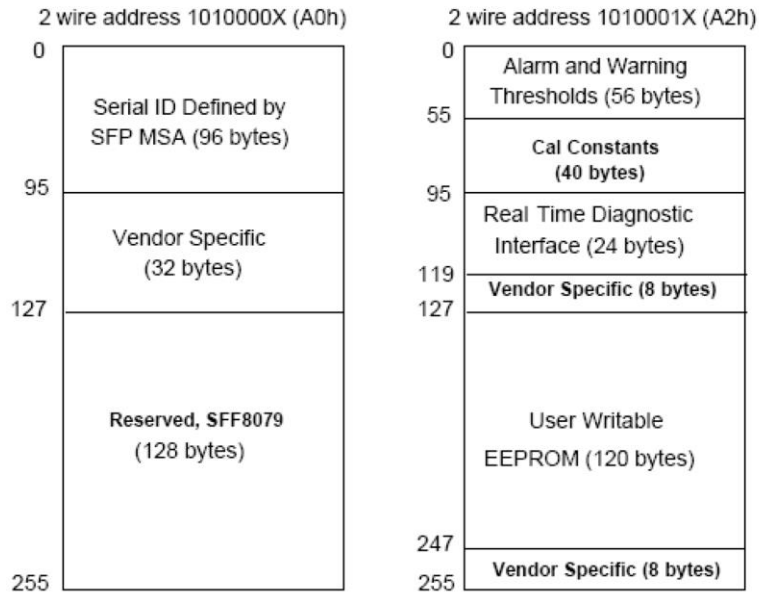 2 wire address 1010000X (A0h)
0
Serial ID Defined by
SFP MSA (96 bytes)
95
Vendor Specific
(32 bytes)
127
Reserved, SFF8079
(128 bytes)
255
2 wire address 1010001X (A2h)
0
Alarm and Warning
Thresholds (56 bytes)
55
Cal Constants
(40 bytes)
95
Real Time Diagnostic
Interface (24 bytes)
119
Vendor Specific (8 bytes)
127
User Writable
EEPROM (120 bytes)
247
Vendor Specific (8 bytes)
255